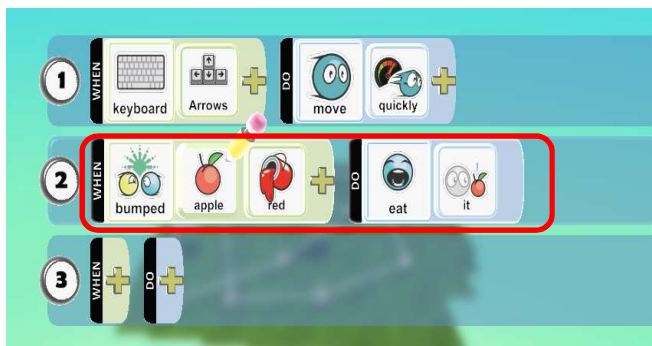 1 WHEN keyboard Arrows DO move quickly
2 WHEN bumped apple red DO eat it
3 WHEN DO